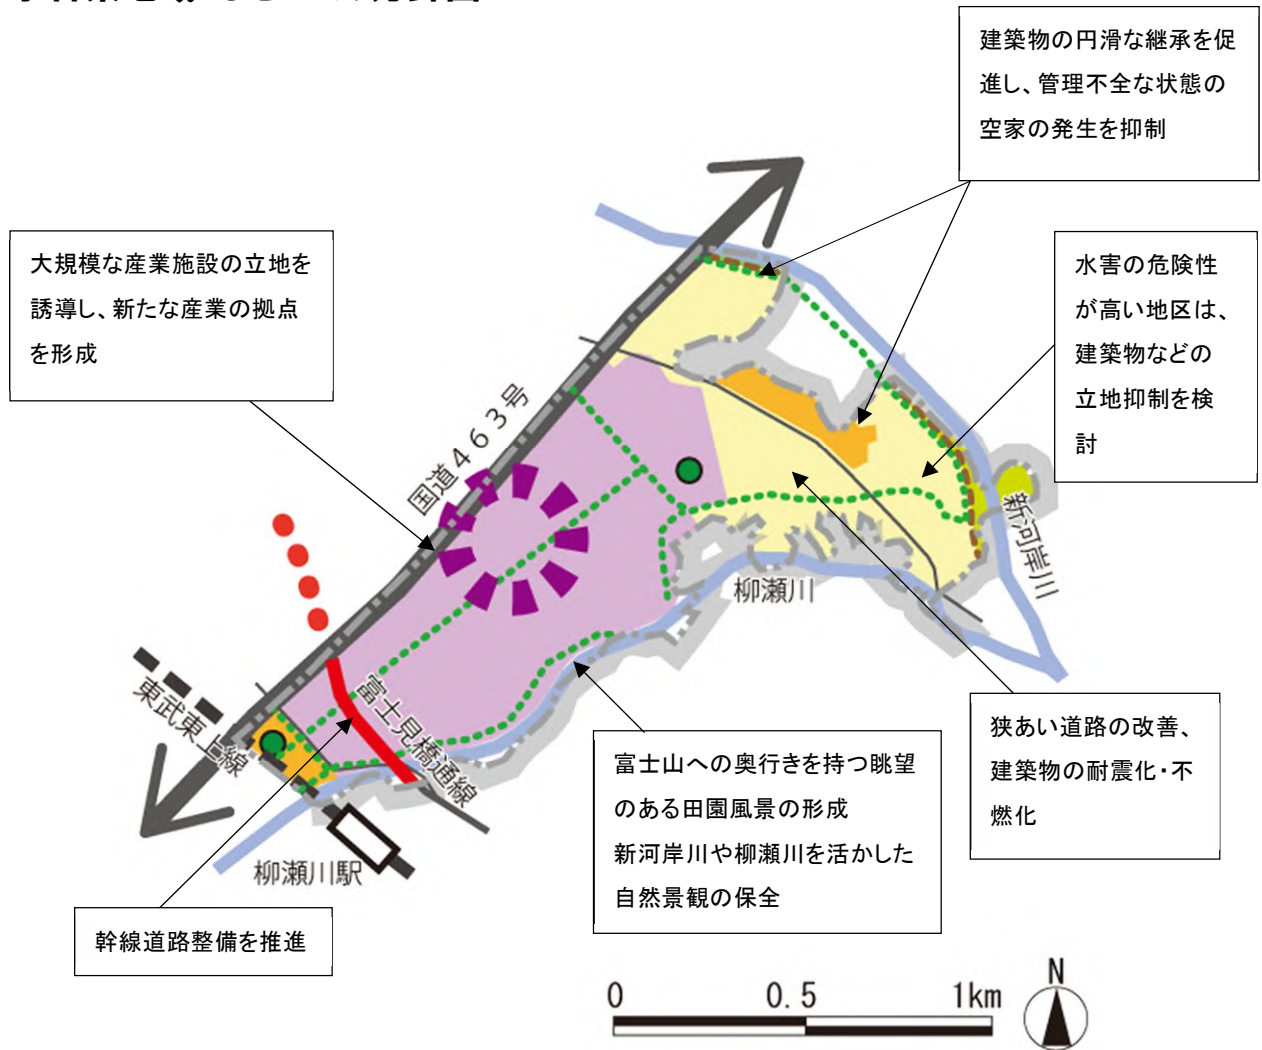 建築物の円滑な継承を促
進し、管理不全な状態の
空家の発生を抑制
大規模な産業施設の立地を
誘導し、新たな産業の拠点
を形成
水害の危険性
が高い地区は、
建築物などの
立地抑制を検
討
国道463号
新河岸川
柳瀬川
東武東上線
富士見橋通線
柳瀬川駅
狭あい道路の改善、
建築物の耐震化・不
燃化
富士山への奥行きを持つ眺望
のある田園風景の形成
新河岸川や柳瀬川を活かした
自然景観の保全
幹線道路整備を推進
0 0.5 1km
N